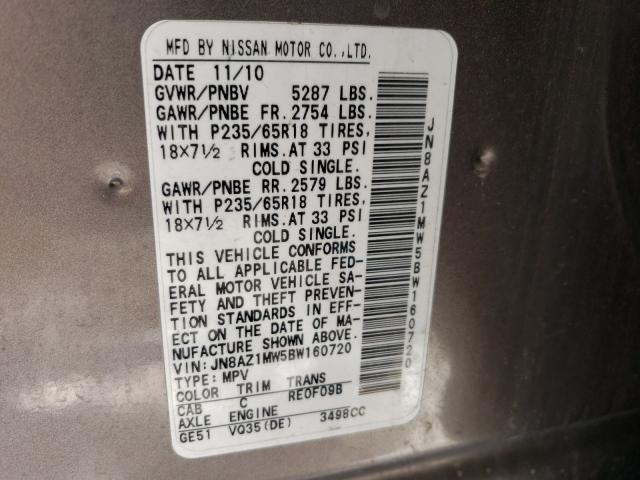 MFD BY NISSAN MOTOR CO.,LTD.
DATE 11/10
GVWR/PNBV 5287 LBS.
GAWR/PNBE FR. 2754 LBS.
WITH P235/65R18 TIRES,
18×7½ RIMS.AT 33 PSI
COLD SINGLE.
GAWR/PNBE RR. 2579 LBS.
WITH P235/65R18 TIRES,
18×7½ RIMS.AT 33 PSI
COLD SINGLE.
THIS VEHICLE CONFORMS
TO ALL APPLICABLE FED-
ERAL MOTOR VEHICLE SA-
FETY AND THEFT PREVEN-
TION STANDARDS IN EFF-
ECT ON THE DATE OF MA-
NUFACTURE SHOWN ABOVE.
VIN: JN8AZ1MW5BW160720
TYPE: MPV
COLOR TRIM TRANS
CAB C RE0F09B
AXLE ENGINE
GE51 VQ35(DE) 3498CC
JN8AZ1MW5BW160720